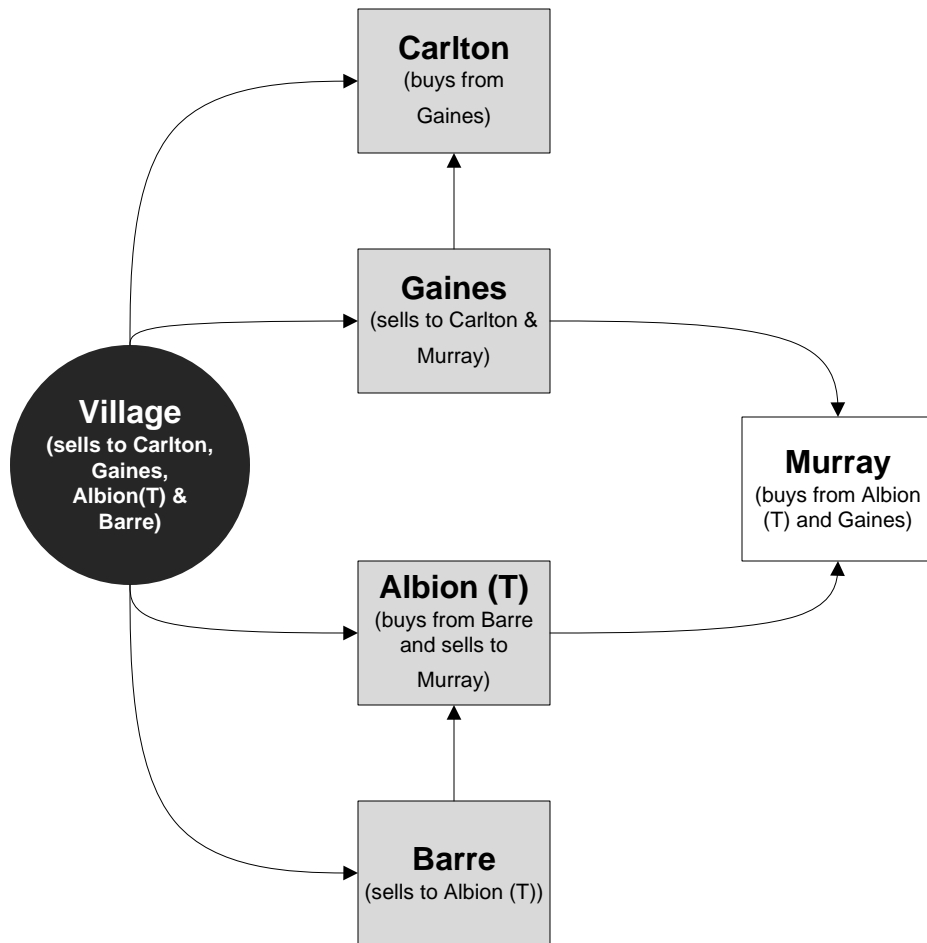 Carlton
(buys from
Gaines)
Gaines
(sells to Carlton &
Murray)
Village
(sells to Carlton,
Gaines,
Albion(T) &
Barre)
Murray
(buys from Albion
(T) and Gaines)
Albion (T)
(buys from Barre
and sells to
Murray)
Barre
(sells to Albion (T))